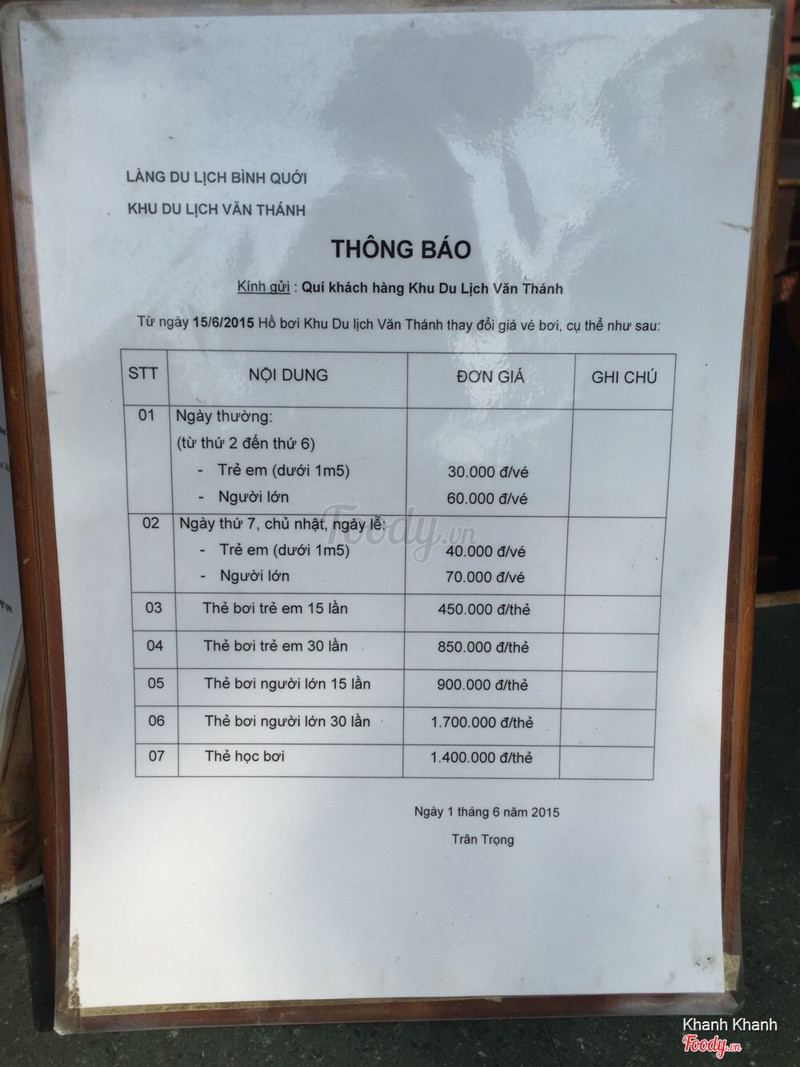 LÀNG DU LỊCH BÌNH QUỚI
KHU DU LỊCH VĂN THÁNH
THÔNG BÁO
Kính gửi : Quí khách hàng Khu Du Lịch Văn Thánh
Từ ngày 15/6/2015 Hồ bơi Khu Du lịch Văn Thánh thay đổi giá vé bơi, cụ thể như sau:
STT NỘI DUNG ĐƠN GIÁ GHI CHÚ
01 Ngày thường:
(từ thứ 2 đến thứ 6)
- Trẻ em (dưới 1m5) 30.000 đ/vé
- Người lớn 60.000 đ/vé
02 Ngày thứ 7, chủ nhật, ngày lễ:
- Trẻ em (dưới 1m5) 40.000 đ/vé
- Người lớn 70.000 đ/vé
03 Thẻ bơi trẻ em 15 lần 450.000 đ/thẻ
04 Thẻ bơi trẻ em 30 lần 850.000 đ/thẻ
05 Thẻ bơi người lớn 15 lần 900.000 đ/thẻ
06 Thẻ bơi người lớn 30 lần 1.700.000 đ/thẻ
07 Thẻ học bơi 1.400.000 đ/thẻ
Ngày 1 tháng 6 năm 2015
Trân Trọng
Foody.vn
Khanh Khanh
Foody.vn